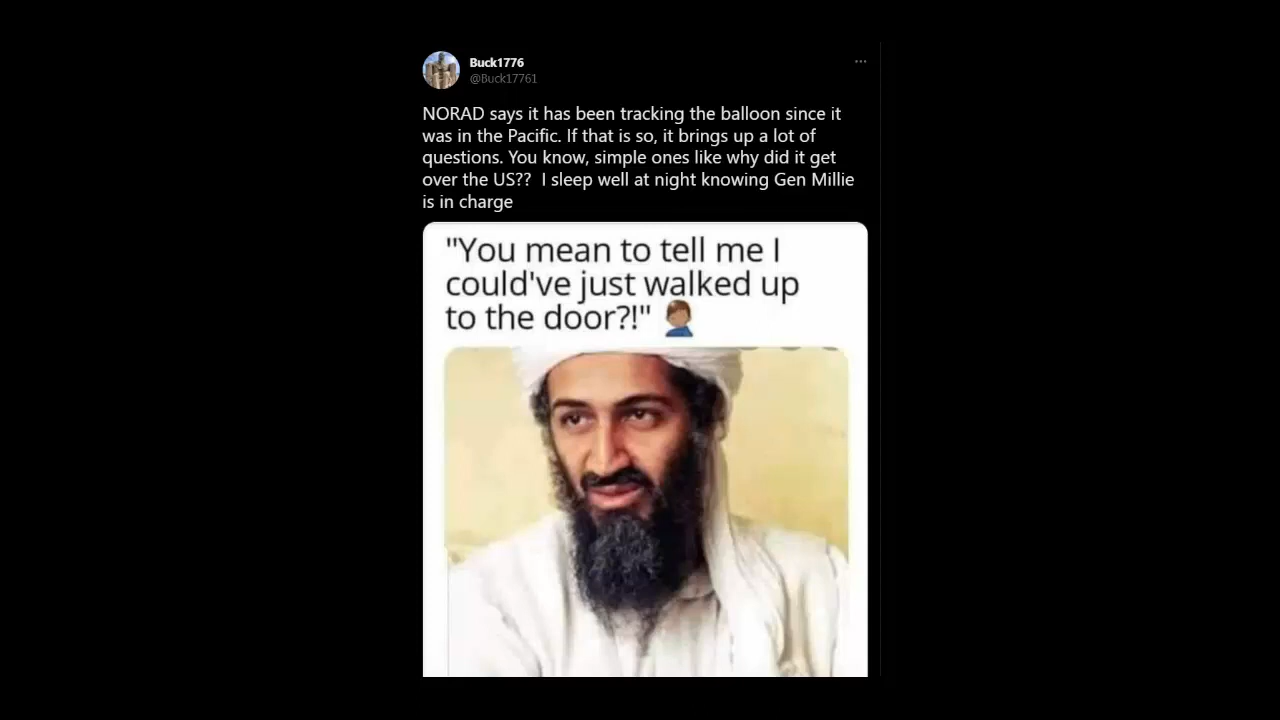 Buck1776
@Buck17761
NORAD says it has been tracking the balloon since it
was in the Pacific. If that is so, it brings up a lot of
questions. You know, simple ones like why did it get
over the US??  I sleep well at night knowing Gen Millie
is in charge
"You mean to tell me I
could've just walked up
to the door?!" 🤦🏽‍♂️